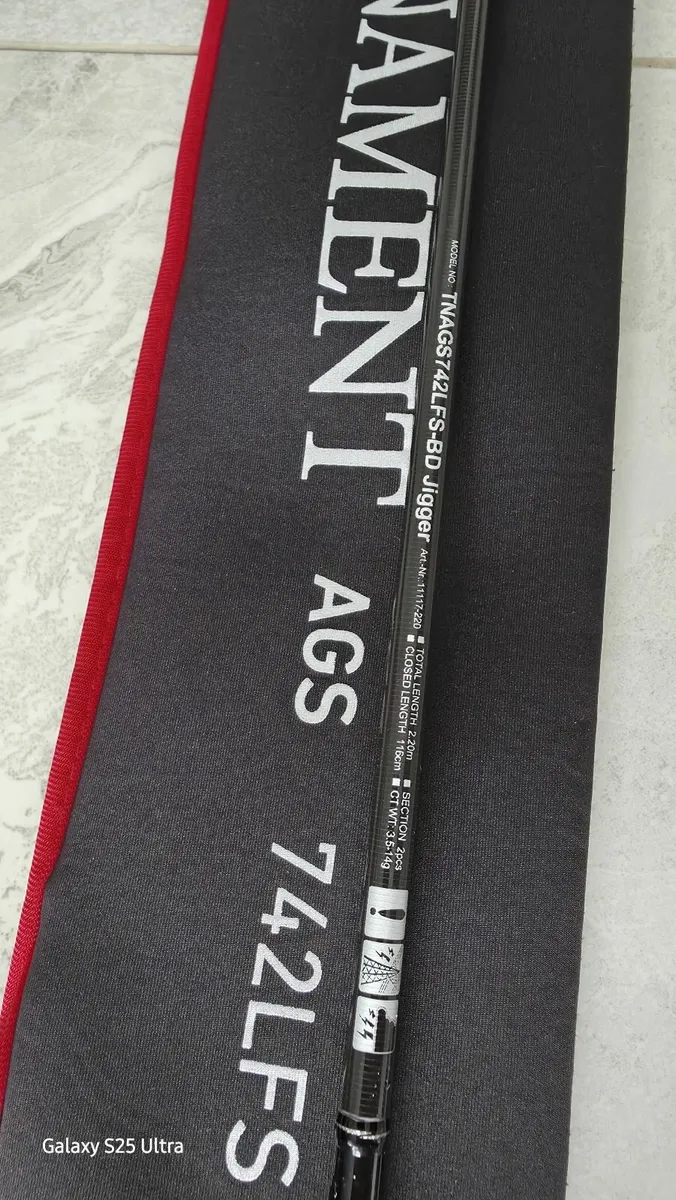 NAMENT AGS 742LFS
MODEL NO.: TNAGS742LFS-BD Jigger Art.-Nr.:11117-220
TOTAL LENGTH 2.20m
CLOSED LENGTH 116cm
SECTION 2pcs
CT WT: 3.5-14g
Galaxy S25 Ultra